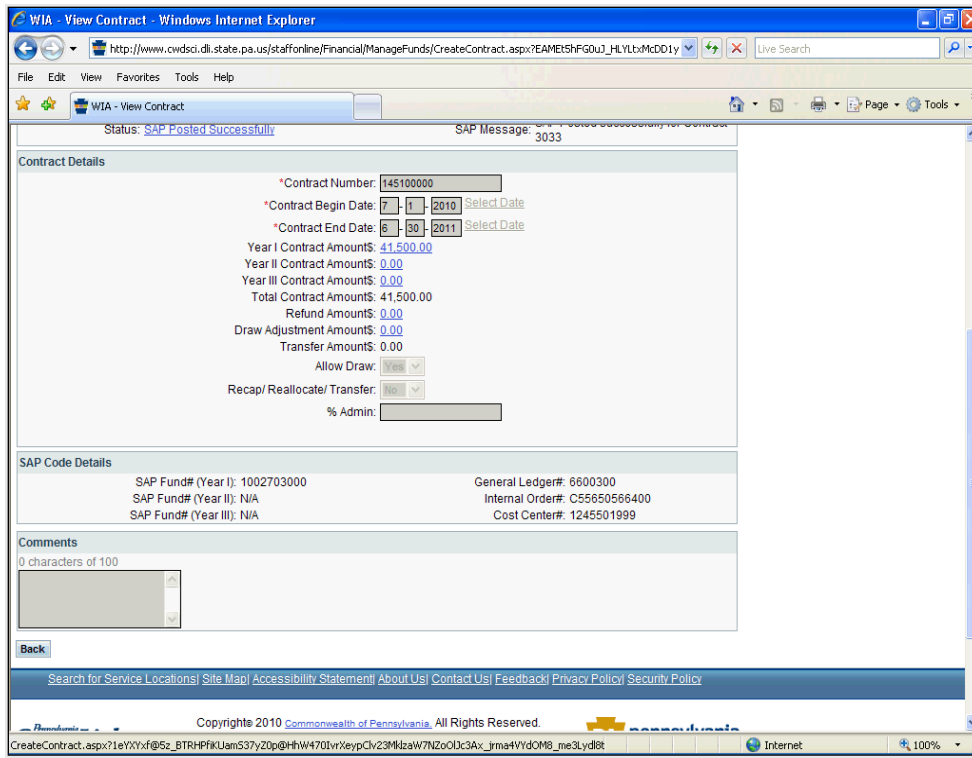 WIA - View Contract - Windows Internet Explorer
http://www.cwdsci.dli.state.pa.us/staffonline/Financial/ManageFunds/CreateContract.aspx?EAMEt5hFG0uJ_HLYLtxMcDD1y
Live Search
File Edit View Favorites Tools Help
WIA - View Contract
Page Tools
Status: SAP Posted Successfully
SAP Message: SAP Posted Successfully for Contract
3033
Contract Details
*Contract Number: 145100000
*Contract Begin Date: 7 - 1 - 2010 Select Date
*Contract End Date: 6 - 30 - 2011 Select Date
Year I Contract Amount$: 41,500.00
Year II Contract Amount$: 0.00
Year III Contract Amount$: 0.00
Total Contract Amount$: 41,500.00
Refund Amount$: 0.00
Draw Adjustment Amount$: 0.00
Transfer Amount$: 0.00
Allow Draw: Yes
Recap/ Reallocate/ Transfer: No
% Admin:
SAP Code Details
SAP Fund# (Year I): 1002703000 General Ledger#: 6600300
SAP Fund# (Year II): N/A Internal Order#: C55650566400
SAP Fund# (Year III): N/A Cost Center#: 1245501999
Comments
0 characters of 100
Back
Search for Service Locations| Site Map| Accessibility Statement| About Us| Contact Us| Feedback| Privacy Policy| Security Policy
Copyright© 2010 Commonwealth of Pennsylvania. All Rights Reserved.
pennsylvania
Internet 100%